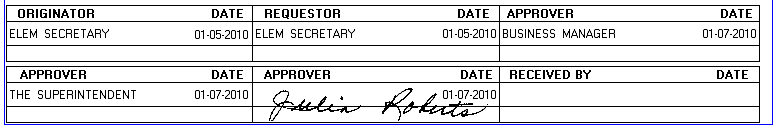 ORIGINATOR DATE REQUESTOR DATE APPROVER DATE
ELEM SECRETARY 01-05-2010 ELEM SECRETARY 01-05-2010 BUSINESS MANAGER 01-07-2010
APPROVER DATE APPROVER DATE RECEIVED BY DATE
THE SUPERINTENDENT 01-07-2010 Julia Roberts 01-07-2010